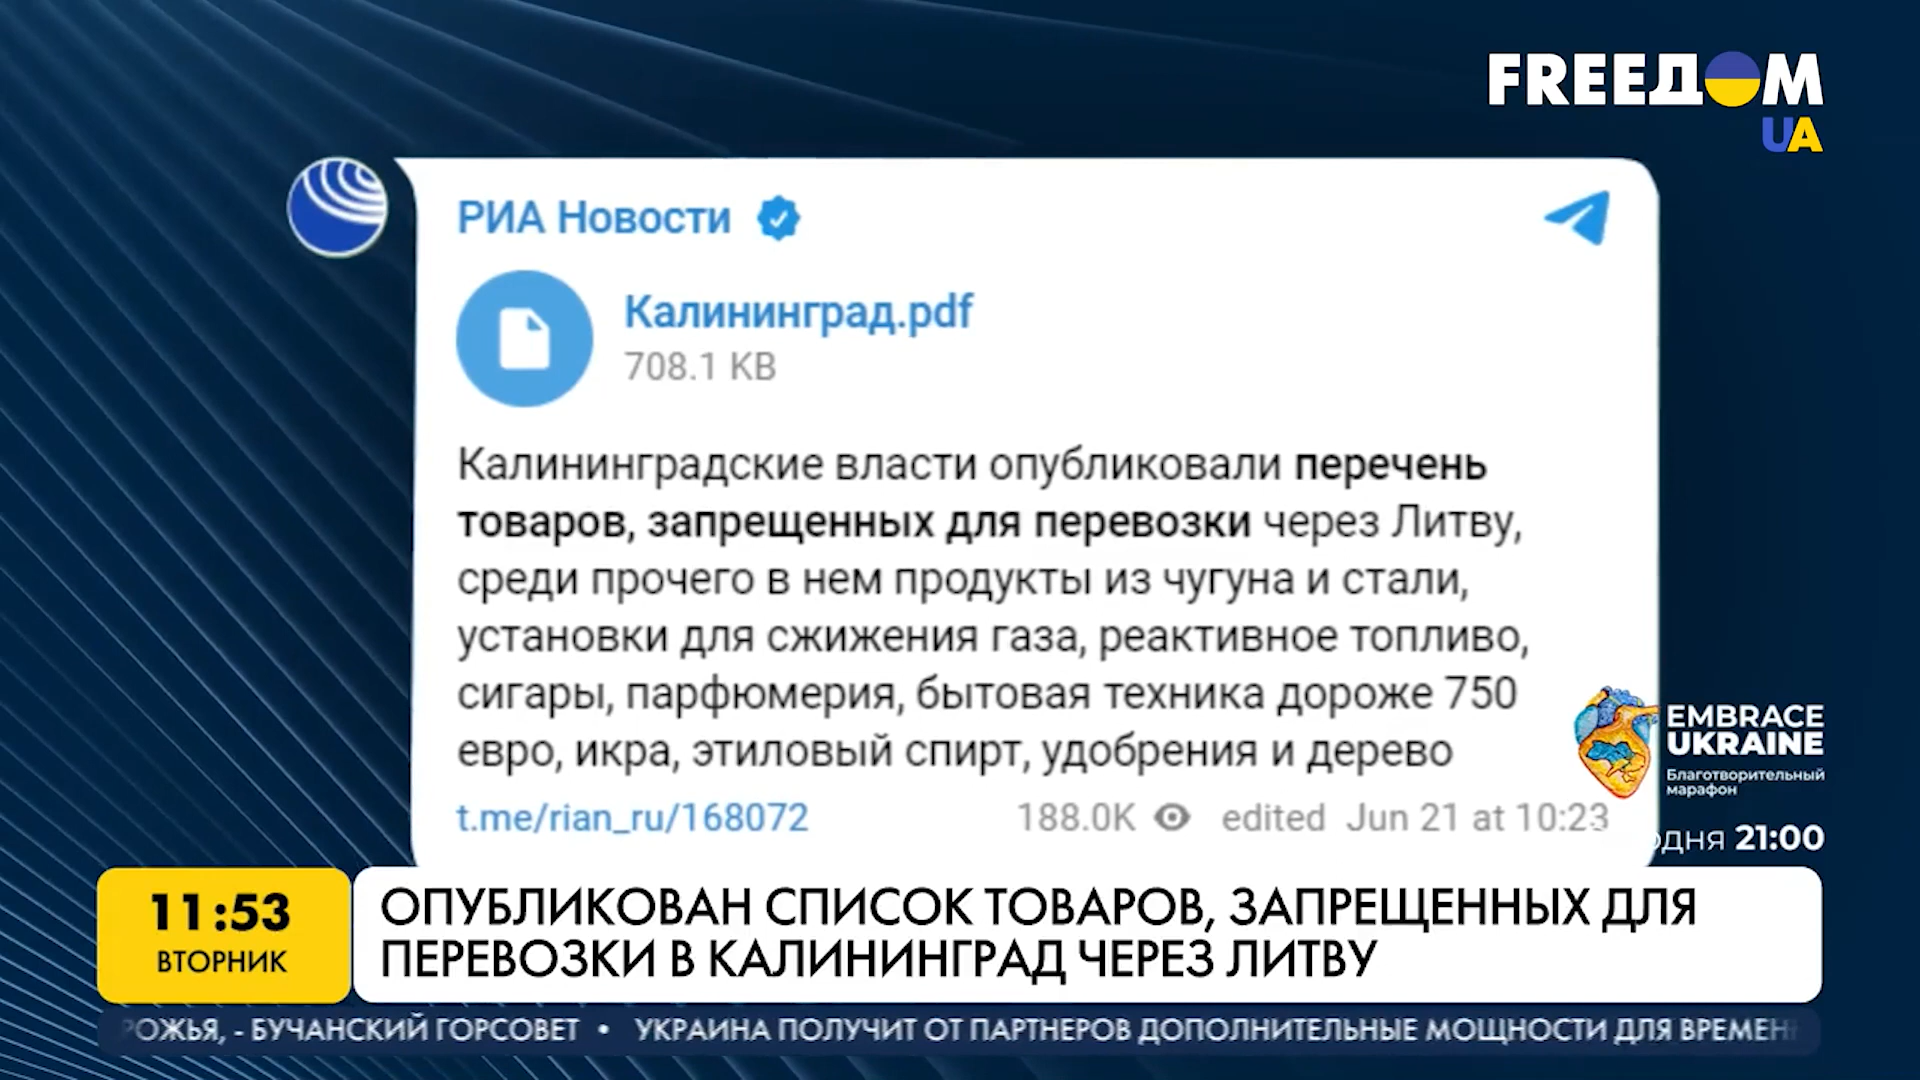 FREEДOM
UA
РИА Новости
Калининград.pdf
708.1 KB
Калининградские власти опубликовали перечень
товаров, запрещенных для перевозки через Литву,
среди прочего в нем продукты из чугуна и стали,
установки для сжижения газа, реактивное топливо,
сигары, парфюмерия, бытовая техника дороже 750
евро, икра, этиловый спирт, удобрения и дерево
t.me/rian_ru/168072 188.0K edited Jun 21 at 10:23
EMBRACE
UKRAINE
Благотворительный
марафон
21:00
11:53
ВТОРНИК
ОПУБЛИКОВАН СПИСОК ТОВАРОВ, ЗАПРЕЩЕННЫХ ДЛЯ
ПЕРЕВОЗКИ В КАЛИНИНГРАД ЧЕРЕЗ ЛИТВУ
РОЖЬЯ, - БУЧАНСКИЙ ГОРСОВЕТ • УКРАИНА ПОЛУЧИТ ОТ ПАРТНЕРОВ ДОПОЛНИТЕЛЬНЫЕ МОЩНОСТИ ДЛЯ ВРЕМЕН